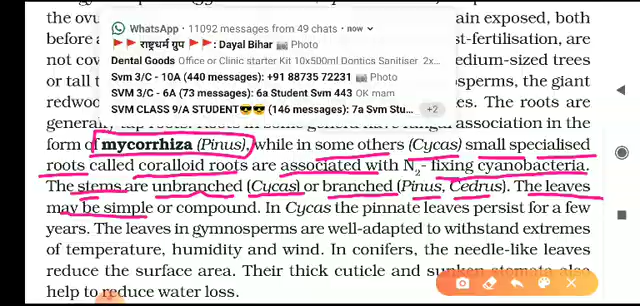 the ovu
ain exposed, both
before a
st-fertilisation, are
not cov
edium-sized trees
or tall t
sperms, the giant
redwoo
es. The roots are
WhatsApp • 11092 messages from 49 chats • now
🚩🚩राष्ट्रधर्म ग्रुप 🚩🚩: Dayal Bihar 📷 Photo
Dental Goods Office or Clinic starter Kit 10x500ml Dontics Sanitiser 2x...
Svm 3/C - 10A (440 messages): +91 88735 72231 📷 Photo
SVM 3/C - 6A (73 messages): 6a Student Svm 443 OK mam
SVM CLASS 9/A STUDENT😎😎 (146 messages): 7a Svm Stu...
+2
general tap roots. Roots in some genera have fungal association in the
form of mycorrhiza (Pinus), while in some others (Cycas) small specialised
roots called coralloid roots are associated with N2- fixing cyanobacteria.
The stems are unbranched (Cycas) or branched (Pinus, Cedrus). The leaves
may be simple or compound. In Cycas the pinnate leaves persist for a few
years. The leaves in gymnosperms are well-adapted to withstand extremes
of temperature, humidity and wind. In conifers, the needle-like leaves
reduce the surface area. Their thick cuticle and sunken stomata also
help to reduce water loss.